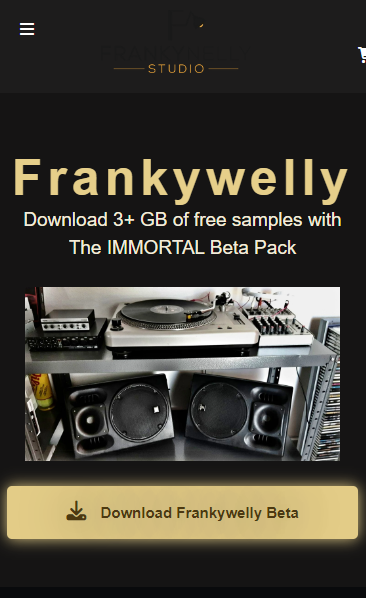 STUDIO
Frankywelly
Download 3+ GB of free samples with
The IMMORTAL Beta Pack
Download Frankywelly Beta